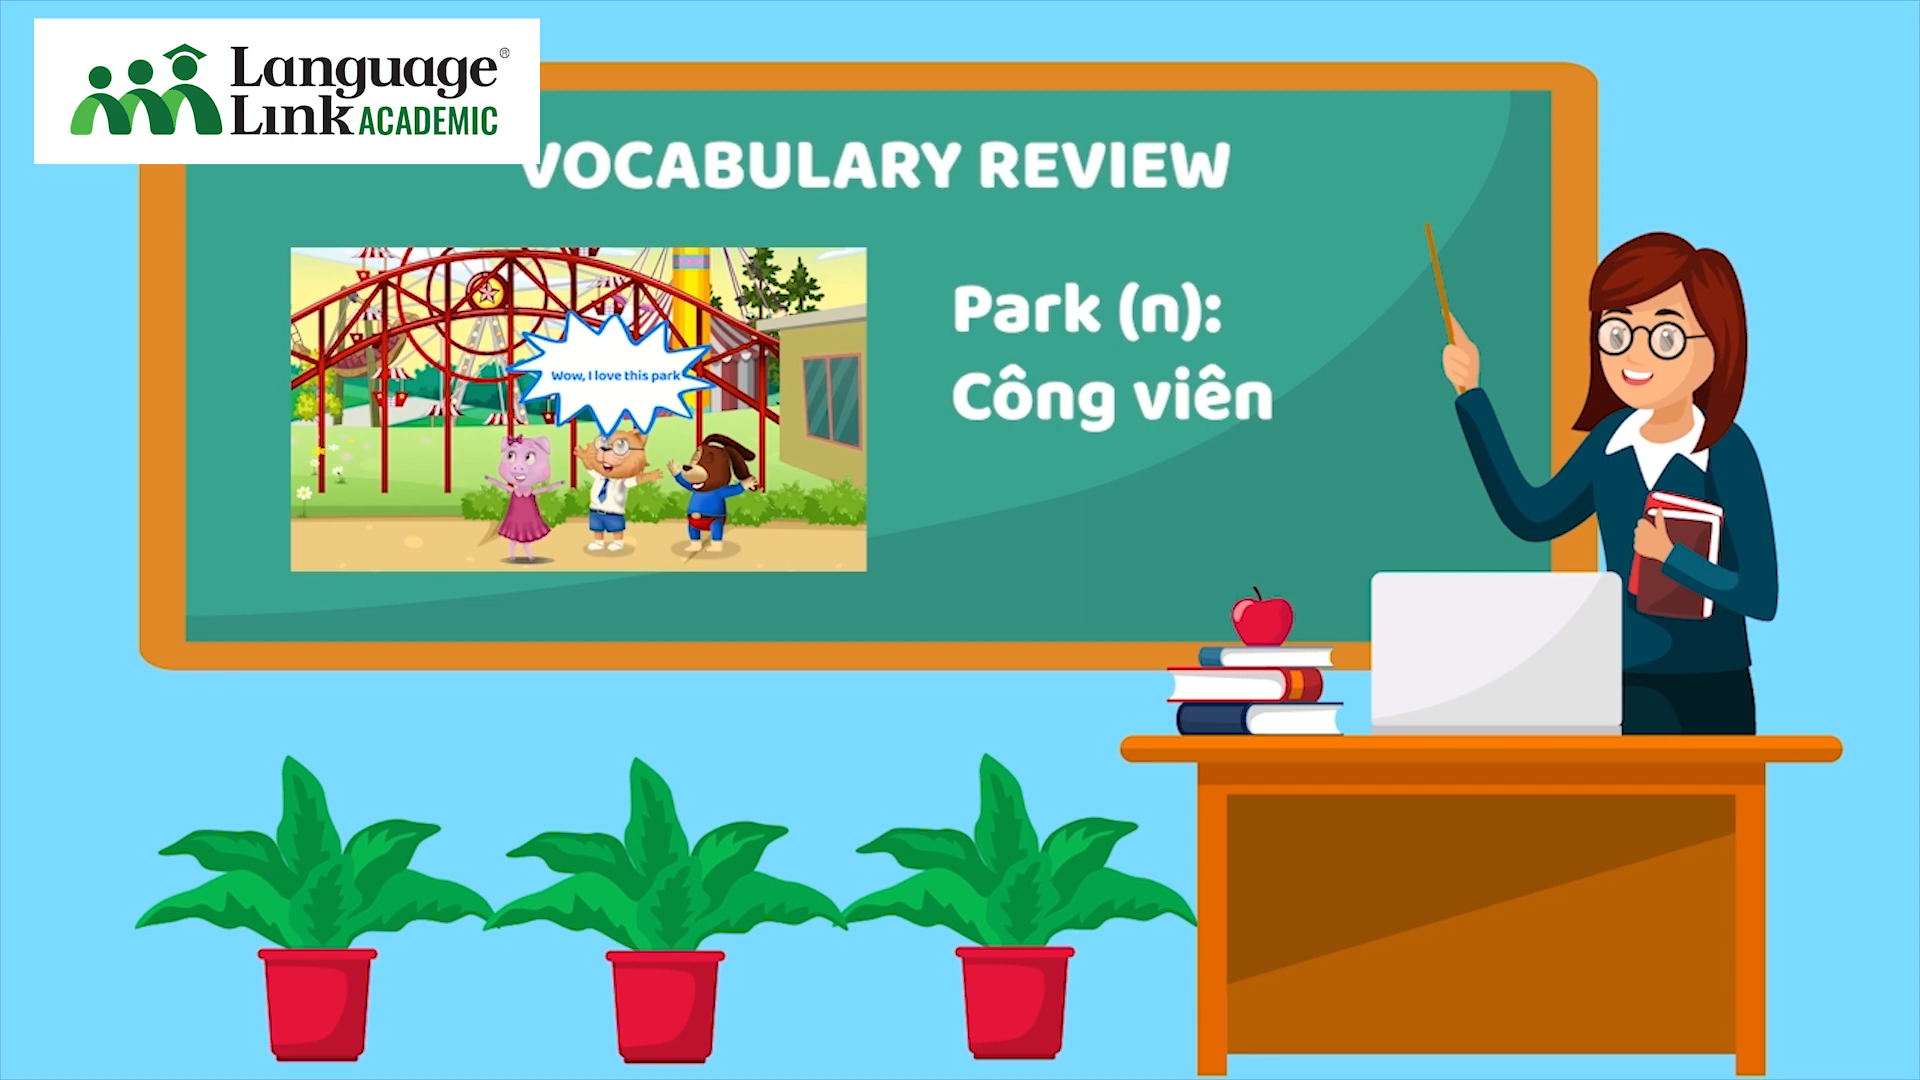 Language®
Link ACADEMIC
VOCABULARY REVIEW
Wow, I love this park
Park (n):
Công viên